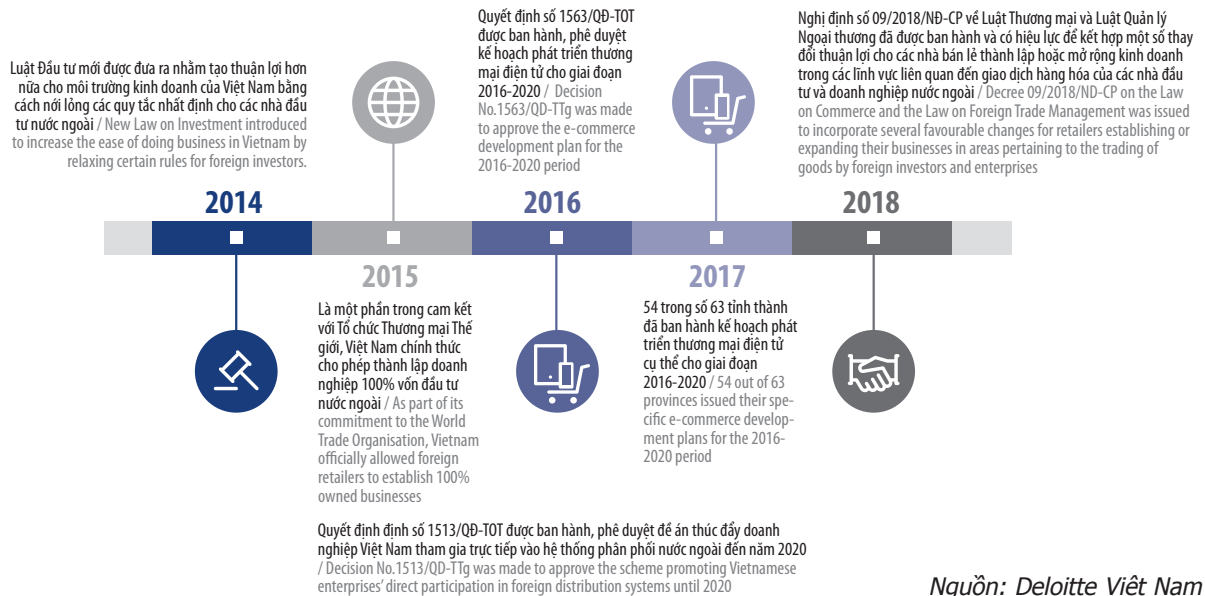 Luật Đầu tư mới được đưa ra nhằm tạo thuận lợi hơn
nữa cho môi trường kinh doanh của Việt Nam bằng
cách nới lỏng các quy tắc nhất định cho các nhà đầu
tư nước ngoài / New Law on Investment introduced
to increase the ease of doing business in Vietnam by
relaxing certain rules for foreign investors.
2014
2015
Là một phần trong cam kết
với Tổ chức Thương mại Thế
giới, Việt Nam chính thức
cho phép thành lập doanh
nghiệp 100% vốn đầu tư
nước ngoài / As part of its
commitment to the World
Trade Organisation, Vietnam
officially allowed foreign
retailers to establish 100%
owned businesses
Quyết định định số 1513/QĐ-TOT được ban hành, phê duyệt đề án thúc đẩy doanh
nghiệp Việt Nam tham gia trực tiếp vào hệ thống phân phối nước ngoài đến năm 2020
/ Decision No.1513/QD-TTg was made to approve the scheme promoting Vietnamese
enterprises' direct participation in foreign distribution systems until 2020
Quyết định số 1563/QĐ-TOT
được ban hành, phê duyệt
kế hoạch phát triển thương
mại điện tử cho giai đoạn
2016-2020 / Decision
No.1563/QD-TTg was made
to approve the e-commerce
development plan for the
2016-2020 period
2016
2017
54 trong số 63 tỉnh thành
đã ban hành kế hoạch phát
triển thương mại điện tử
cụ thể cho giai đoạn
2016-2020 / 54 out of 63
provinces issued their spe-
cific e-commerce develop-
ment plans for the 2016-
2020 period
Nghị định số 09/2018/NĐ-CP về Luật Thương mại và Luật Quản lý
Ngoại thương đã được ban hành và có hiệu lực để kết hợp một số thay
đổi thuận lợi cho các nhà bán lẻ thành lập hoặc mở rộng kinh doanh
trong các lĩnh vực liên quan đến giao dịch hàng hóa của các nhà đầu
tư và doanh nghiệp nước ngoài / Decree 09/2018/ND-CP on the Law
on Commerce and the Law on Foreign Trade Management was issued
to incorporate several favourable changes for retailers establishing or
expanding their businesses in areas pertaining to the trading of
goods by foreign investors and enterprises
2018
Nguồn: Deloitte Việt Nam